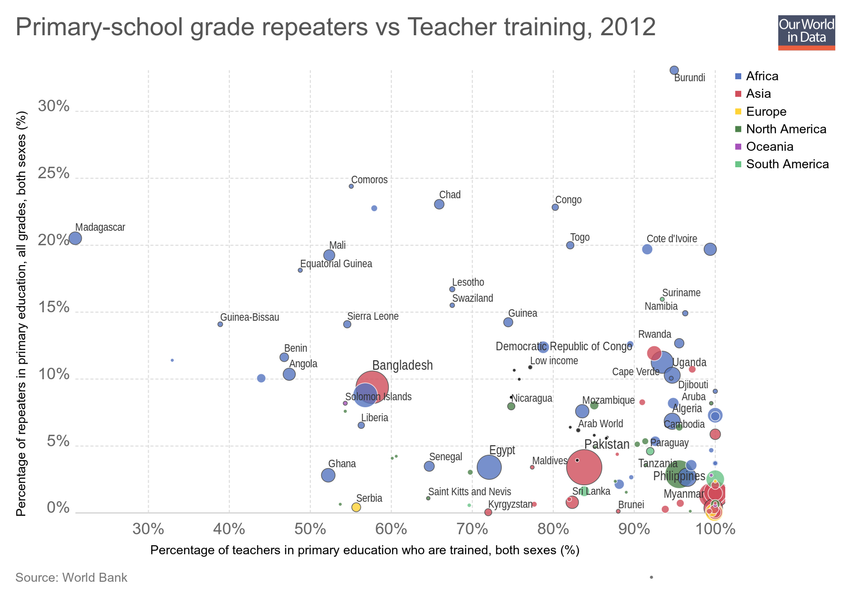 Primary-school grade repeaters vs Teacher training, 2012
Our World
in Data
Africa
Asia
Europe
North America
Oceania
South America
Percentage of repeaters in primary education, all grades, both sexes (%)
30%
25%
20%
15%
10%
5%
0%
Burundi
Comoros
Chad
Congo
Madagascar
Mali
Togo
Cote d'Ivoire
Equatorial Guinea
Lesotho
Suriname
Swaziland
Namibia
Guinea-Bissau
Sierra Leone
Guinea
Rwanda
Benin
Democratic Republic of Congo
Angola
Bangladesh
Low income
Uganda
Cape Verde
Djibouti
Solomon Islands
Nicaragua
Mozambique
Aruba
Algeria
Liberia
Arab World
Cambodia
Egypt
Pakistan
Paraguay
Ghana
Senegal
Maldives
Tanzania
Philippines
Serbia
Saint Kitts and Nevis
Sri Lanka
Myanmar
Kyrgyzstan
Brunei
30%
40%
50%
60%
70%
80%
90%
100%
Percentage of teachers in primary education who are trained, both sexes (%)
Source: World Bank